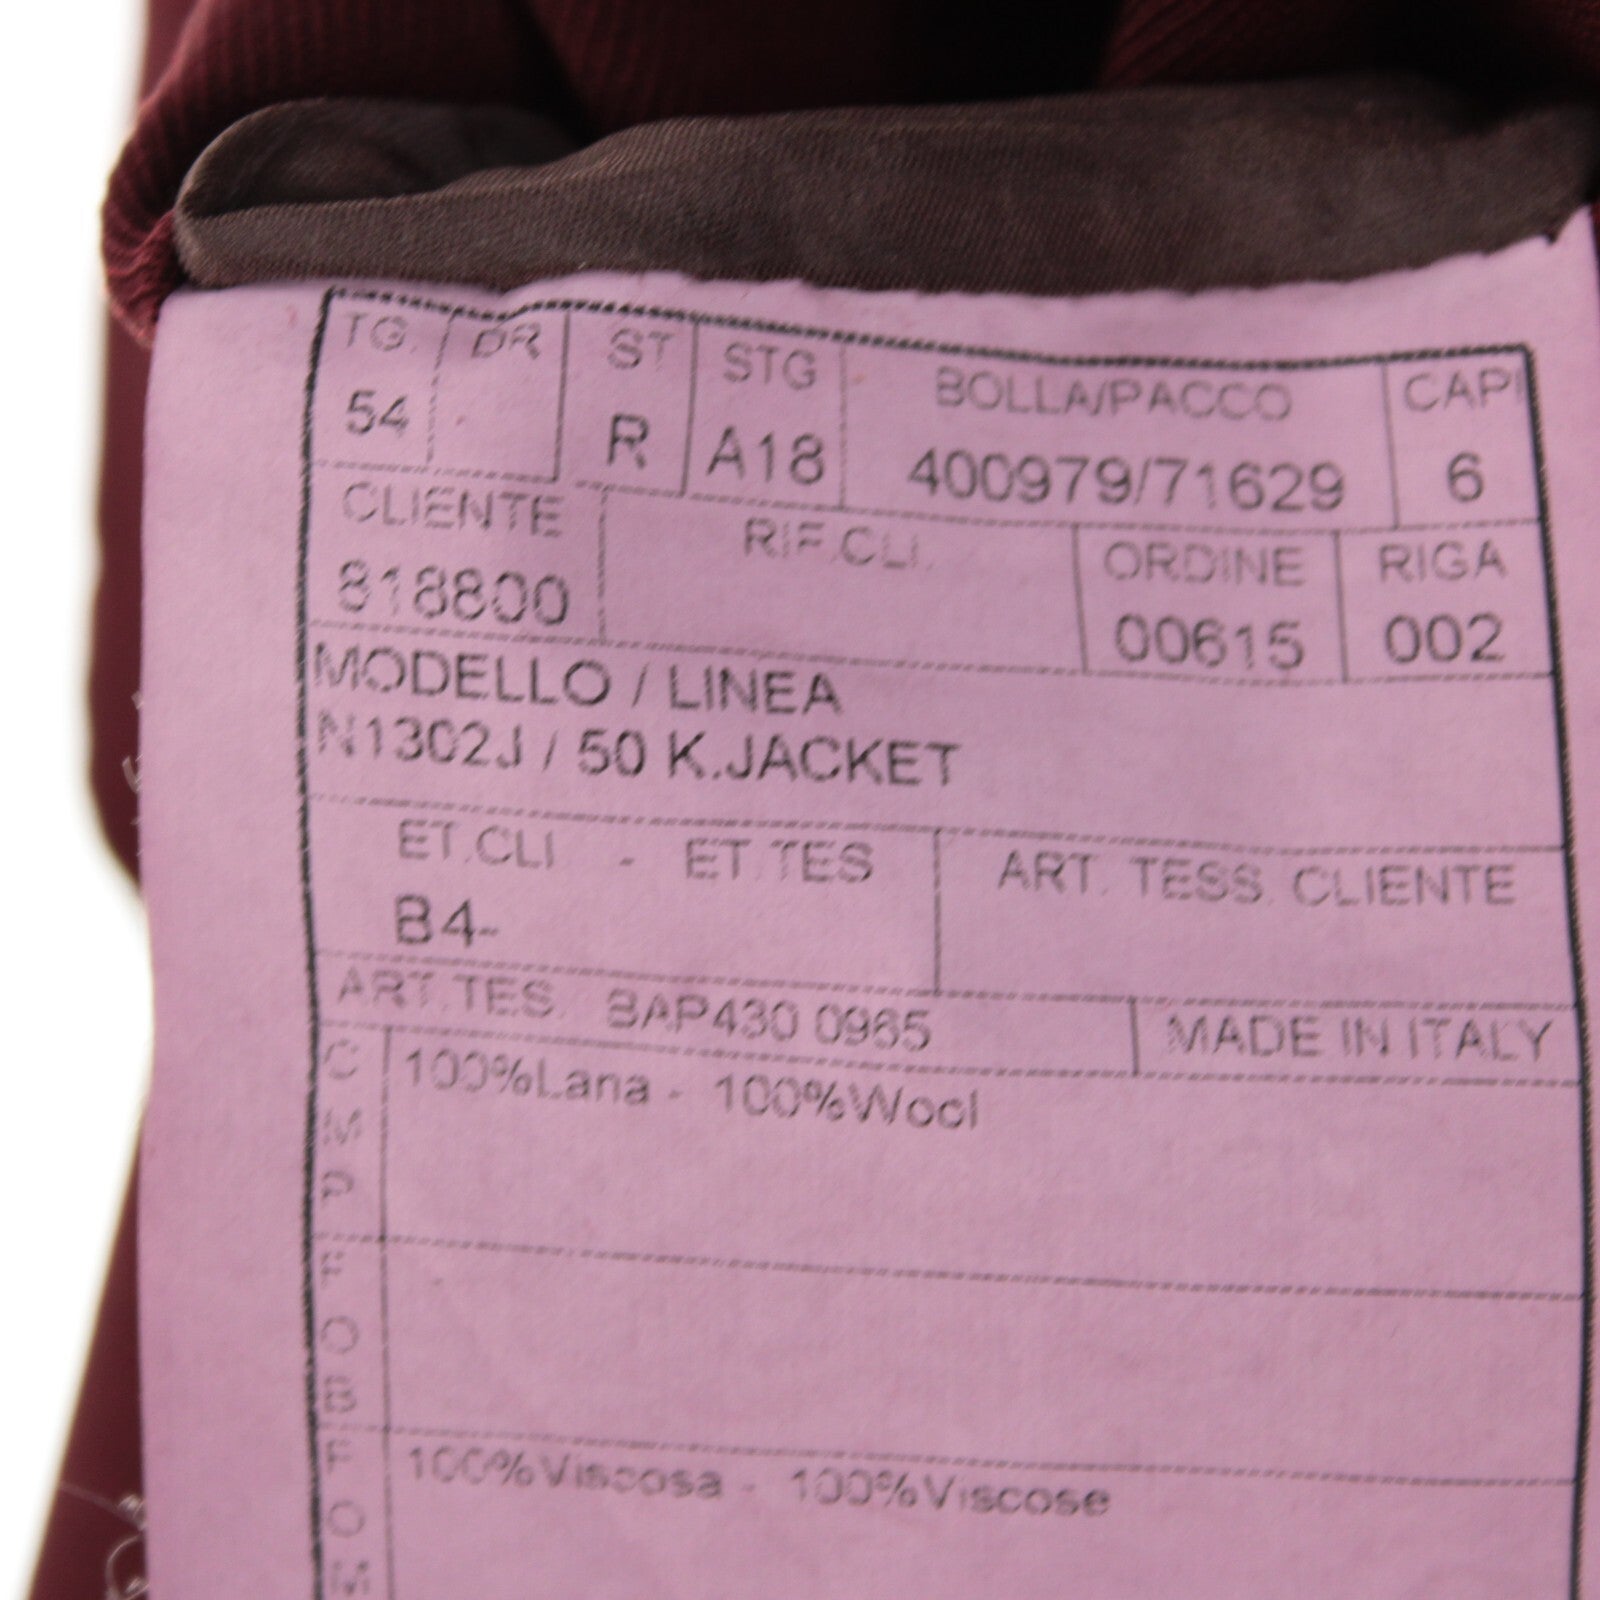 TG. DR ST STG BOLLA/PACCO CAPI
54 R A18 400979/71629 6
CLIENTE RIF.CLI. ORDINE RIGA
818800 00615 002
MODELLO / LINEA
N1302J / 50 K.JACKET
ET.CLI - ET.TES ART. TESS. CLIENTE
B4-
ART.TES. BAP430 0965 MADE IN ITALY
100%Lana - 100%Wool
100%Viscosa - 100%Viscose